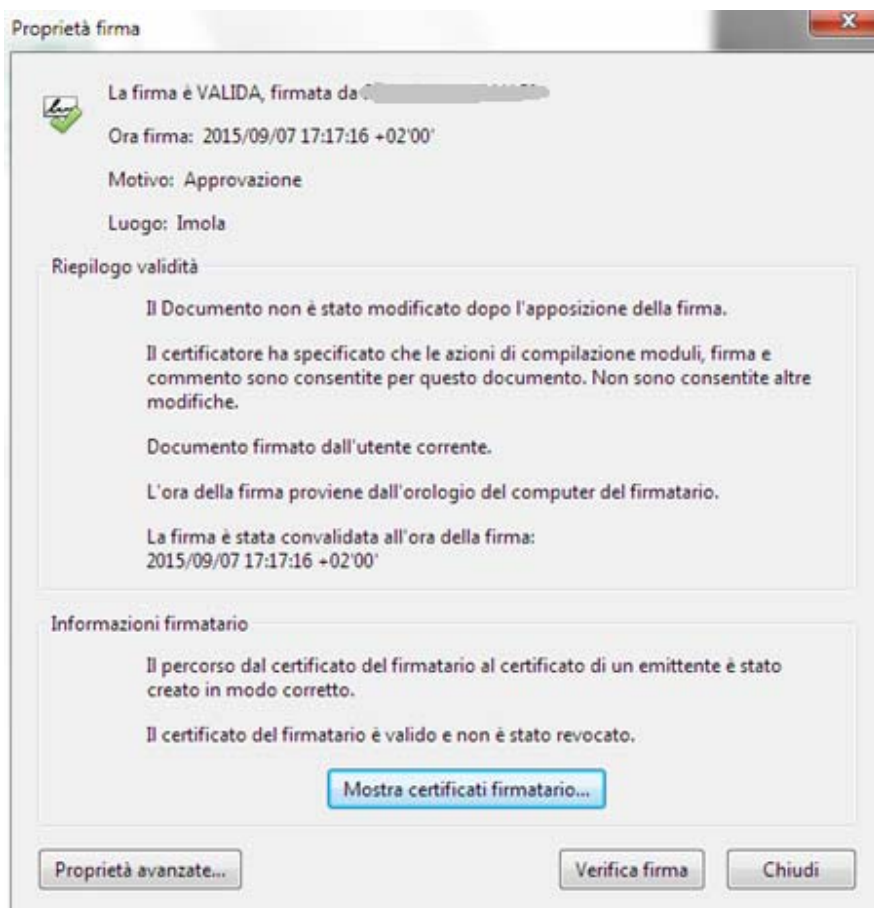 Proprietà firma
La firma è VALIDA, firmata da
Ora firma: 2015/09/07 17:17:16 +02'00'
Motivo: Approvazione
Luogo: Imola
Riepilogo validità
Il Documento non è stato modificato dopo l'apposizione della firma.
Il certificatore ha specificato che le azioni di compilazione moduli, firma e
commento sono consentite per questo documento. Non sono consentite altre
modifiche.
Documento firmato dall'utente corrente.
L'ora della firma proviene dall'orologio del computer del firmatario.
La firma è stata convalidata all'ora della firma:
2015/09/07 17:17:16 +02'00'
Informazioni firmatario
Il percorso dal certificato del firmatario al certificato di un emittente è stato
creato in modo corretto.
Il certificato del firmatario è valido e non è stato revocato.
Mostra certificati firmatario...
Proprietà avanzate...
Verifica firma
Chiudi